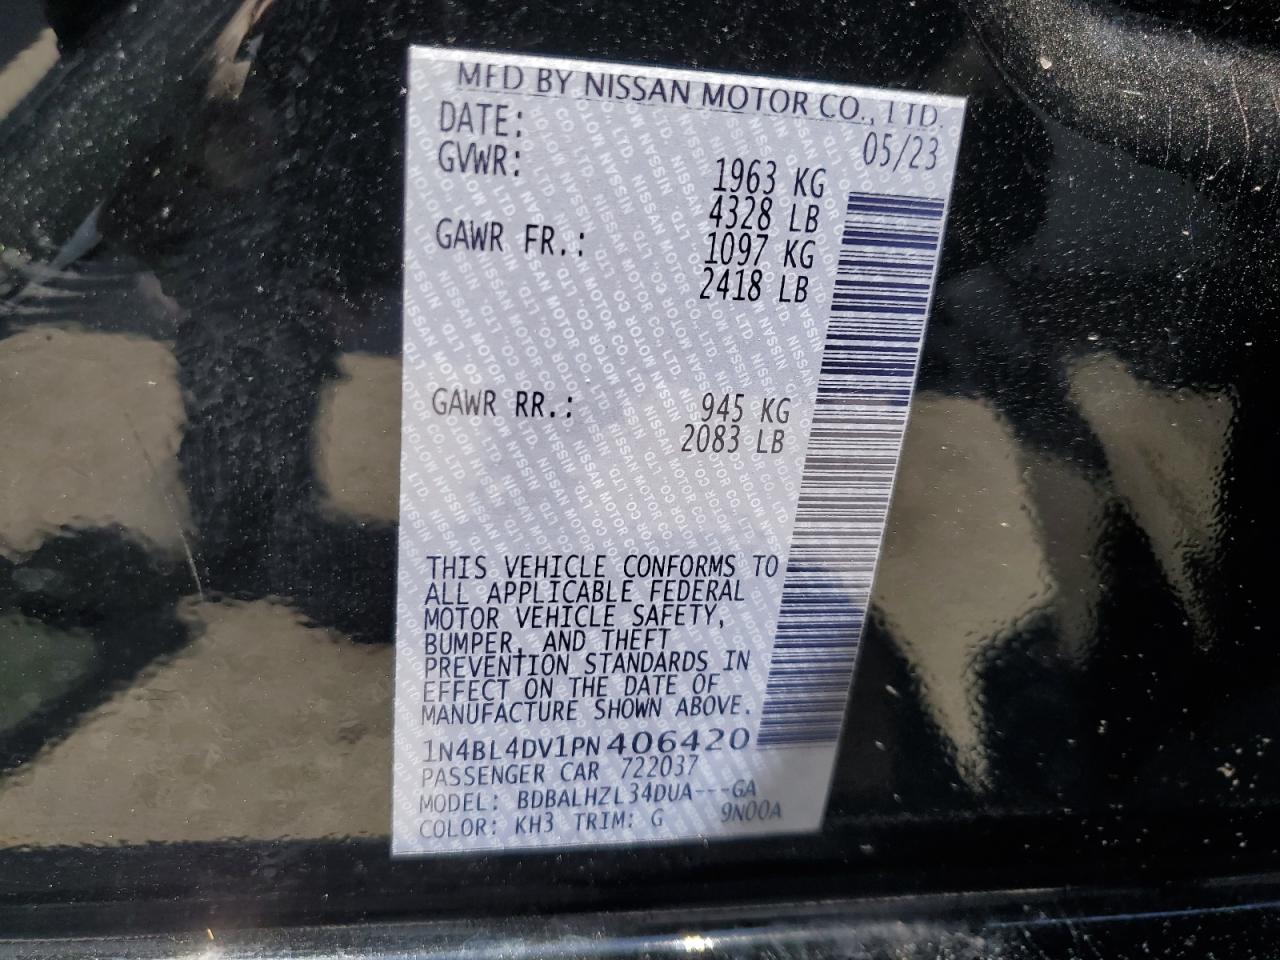 MFD BY NISSAN MOTOR CO., LTD.
DATE: 05/23
GVWR: 1963 KG
4328 LB
GAWR FR.: 1097 KG
2418 LB
GAWR RR.: 945 KG
2083 LB
THIS VEHICLE CONFORMS TO
ALL APPLICABLE FEDERAL
MOTOR VEHICLE SAFETY,
BUMPER, AND THEFT
PREVENTION STANDARDS IN
EFFECT ON THE DATE OF
MANUFACTURE SHOWN ABOVE.
1N4BL4DV1PN406420
PASSENGER CAR 722037
MODEL: BDBALHZL34DUA---GA
COLOR: KH3 TRIM: G 9N00A